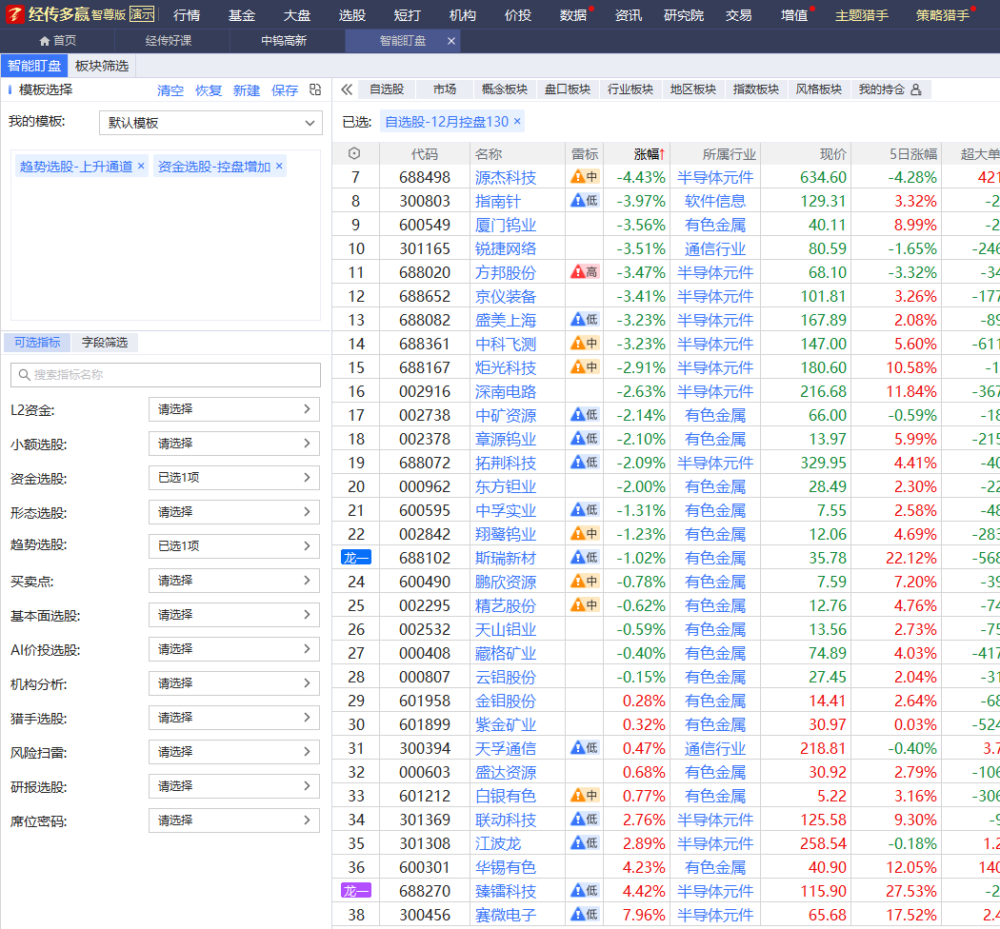 经传多赢 智尊版 演示 行情 基金 大盘 选股 短打 机构 价投 数据 资讯 研究院 交易 增值 主题猎手 策略猎手
首页 经传好课 中钨高新 智能盯盘 ×
智能盯盘 板块筛选
模板选择 清空 恢复 新建 保存
自选股 市场 概念板块 盘口板块 行业板块 地区板块 指数板块 风格板块 我的持仓
我的模板: 默认模板
已选: 自选股-12月控盘130 ×
趋势选股-上升通道 × 资金选股-控盘增加 ×
可选指标 字段筛选
搜索指标名称
L2资金: 请选择
小额选股: 请选择
资金选股: 已选1项
形态选股: 请选择
趋势选股: 已选1项
买卖点: 请选择
基本面选股: 请选择
AI价投选股: 请选择
机构分析: 请选择
猎手选股: 请选择
风险扫雷: 请选择
研报选股: 请选择
席位密码: 请选择
代码 名称 雷标 涨幅↑ 所属行业 现价 5日涨幅 超大单
7 688498 源杰科技 中 -4.43% 半导体元件 634.60 -4.28% 421
8 300803 指南针 低 -3.97% 软件信息 129.31 3.32% -2
9 600549 厦门钨业 -3.56% 有色金属 40.11 8.99% -2
10 301165 锐捷网络 -3.51% 通信行业 80.59 -1.65% -246
11 688020 方邦股份 高 -3.47% 半导体元件 68.10 -3.32% -34
12 688652 京仪装备 -3.41% 半导体元件 101.81 3.26% -177
13 688082 盛美上海 低 -3.23% 半导体元件 167.89 2.08% -89
14 688361 中科飞测 中 -3.23% 半导体元件 147.00 5.60% -611
15 688167 炬光科技 中 -2.91% 半导体元件 180.60 10.58% -1
16 002916 深南电路 -2.63% 半导体元件 216.68 11.84% -367
17 002738 中矿资源 低 -2.14% 有色金属 66.00 -0.59% -18
18 002378 章源钨业 低 -2.10% 有色金属 13.97 5.99% -215
19 688072 拓荆科技 低 -2.09% 半导体元件 329.95 4.41% -40
20 000962 东方钽业 -2.00% 有色金属 28.49 2.30% -22
21 600595 中孚实业 低 -1.31% 有色金属 7.55 2.58% -48
22 002842 翔鹭钨业 中 -1.23% 有色金属 12.06 4.69% -283
龙一 688102 斯瑞新材 低 -1.02% 有色金属 35.78 22.12% -568
24 600490 鹏欣资源 中 -0.78% 有色金属 7.59 7.20% -39
25 002295 精艺股份 中 -0.62% 有色金属 12.76 4.76% -74
26 002532 天山铝业 -0.59% 有色金属 13.56 2.73% -75
27 000408 藏格矿业 -0.40% 有色金属 74.89 4.03% -417
28 000807 云铝股份 -0.15% 有色金属 27.45 2.04% -31
29 601958 金钼股份 0.28% 有色金属 14.41 2.64% -68
30 601899 紫金矿业 0.32% 有色金属 30.97 0.03% -524
31 300394 天孚通信 低 0.47% 通信行业 218.81 -0.40% 3.7
32 000603 盛达资源 0.68% 有色金属 30.92 2.79% -106
33 601212 白银有色 中 0.77% 有色金属 5.22 3.16% -306
34 301369 联动科技 低 2.76% 半导体元件 125.58 9.30% -9
35 301308 江波龙 低 2.89% 半导体元件 258.54 -0.18% 1.2
36 600301 华锡有色 4.23% 有色金属 40.90 12.05% 140
龙一 688270 臻镭科技 低 4.42% 半导体元件 115.90 27.53% -2
38 300456 赛微电子 低 7.96% 半导体元件 65.68 17.52% 2.4